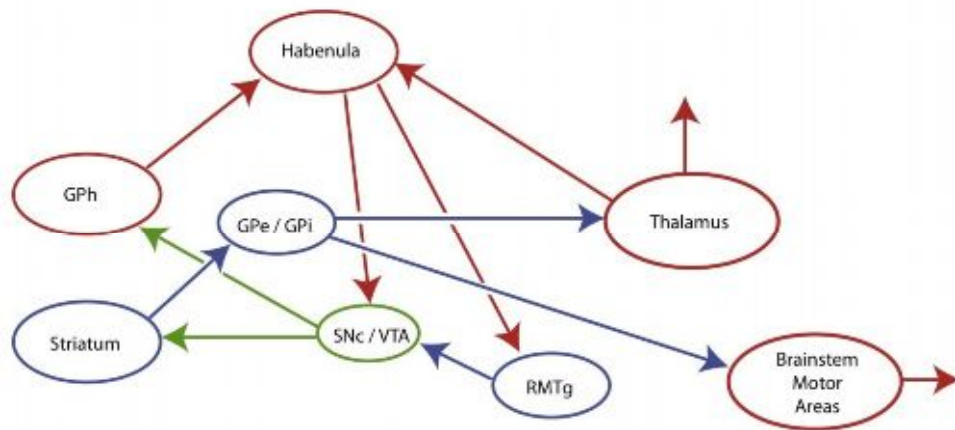 Habenula
GPh
GPe / GPi
Thalamus
Striatum
SNc / VTA
RMTg
Brainstem
Motor
Areas